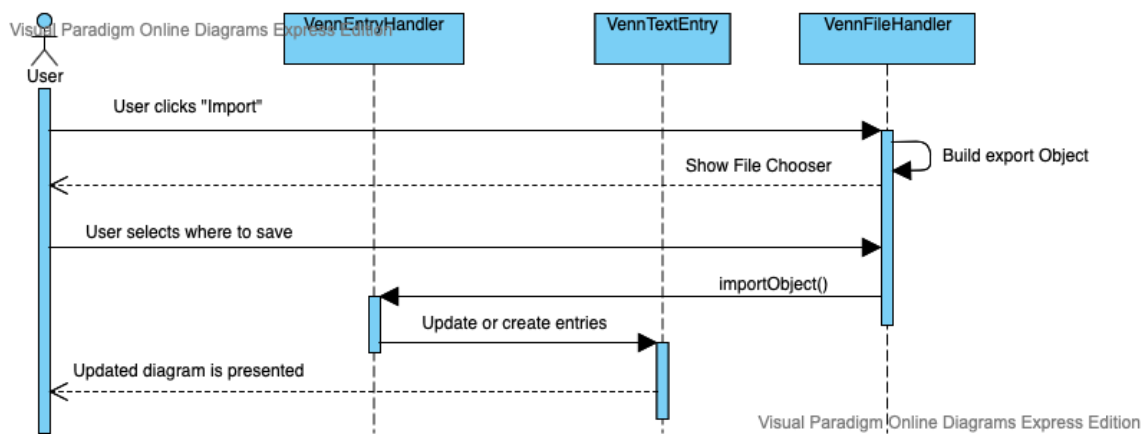 Visual Paradigm Online Diagrams Express Edition
VennEntryHandler
VennTextEntry
VennFileHandler
User
User clicks "Import"
Build export Object
Show File Chooser
User selects where to save
importObject()
Update or create entries
Updated diagram is presented
Visual Paradigm Online Diagrams Express Edition